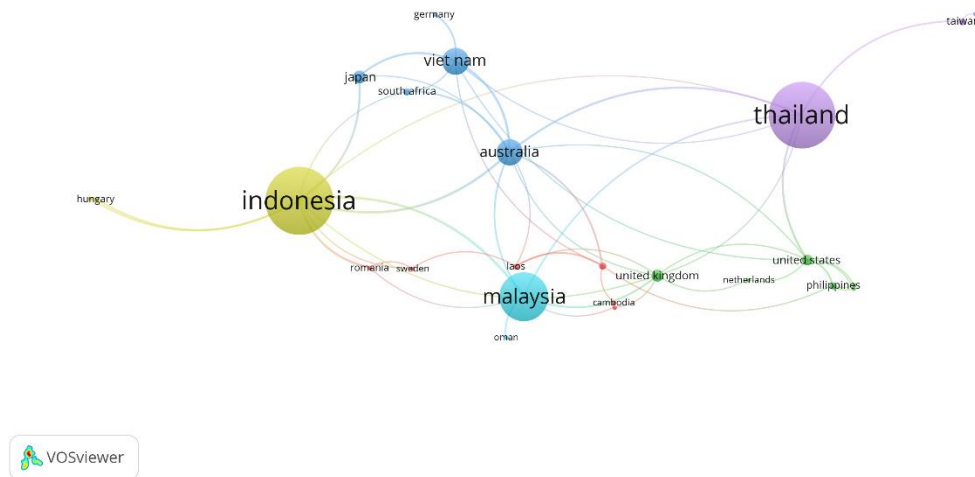 germany
taiwan
viet nam
japan
south africa
thailand
australia
hungary
indonesia
united states
romania
sweden
laos
united kingdom
netherlands
philippines
malaysia
cambodia
oman
VOSviewer